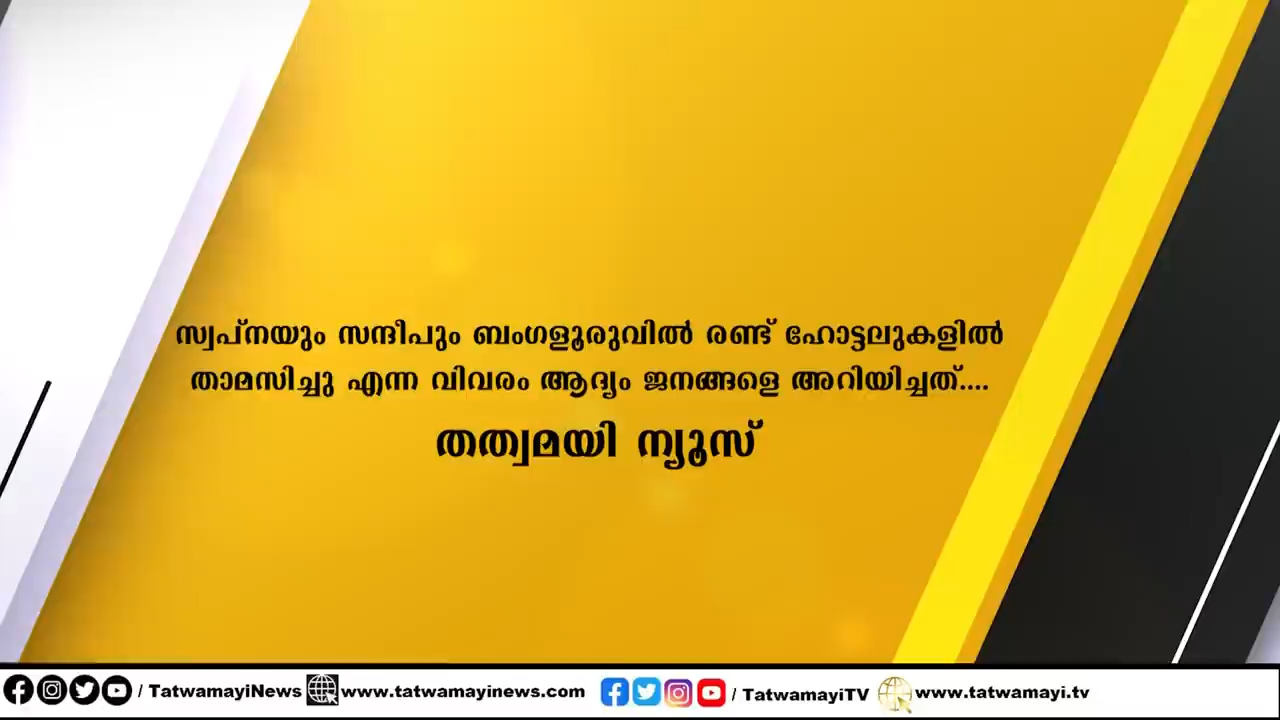 സ്വപ്നയും സന്ദീപും ബംഗളൂരുവിൽ രണ്ട് ഹോട്ടലുകളിൽ
താമസിച്ചു എന്ന വിവരം ആദ്യം ജനങ്ങളെ അറിയിച്ചത്....
തത്വമയി ന്യൂസ്
/ TatwamayiNews www.tatwamayinews.com / TatwamayiTV www.tatwamayi.tv